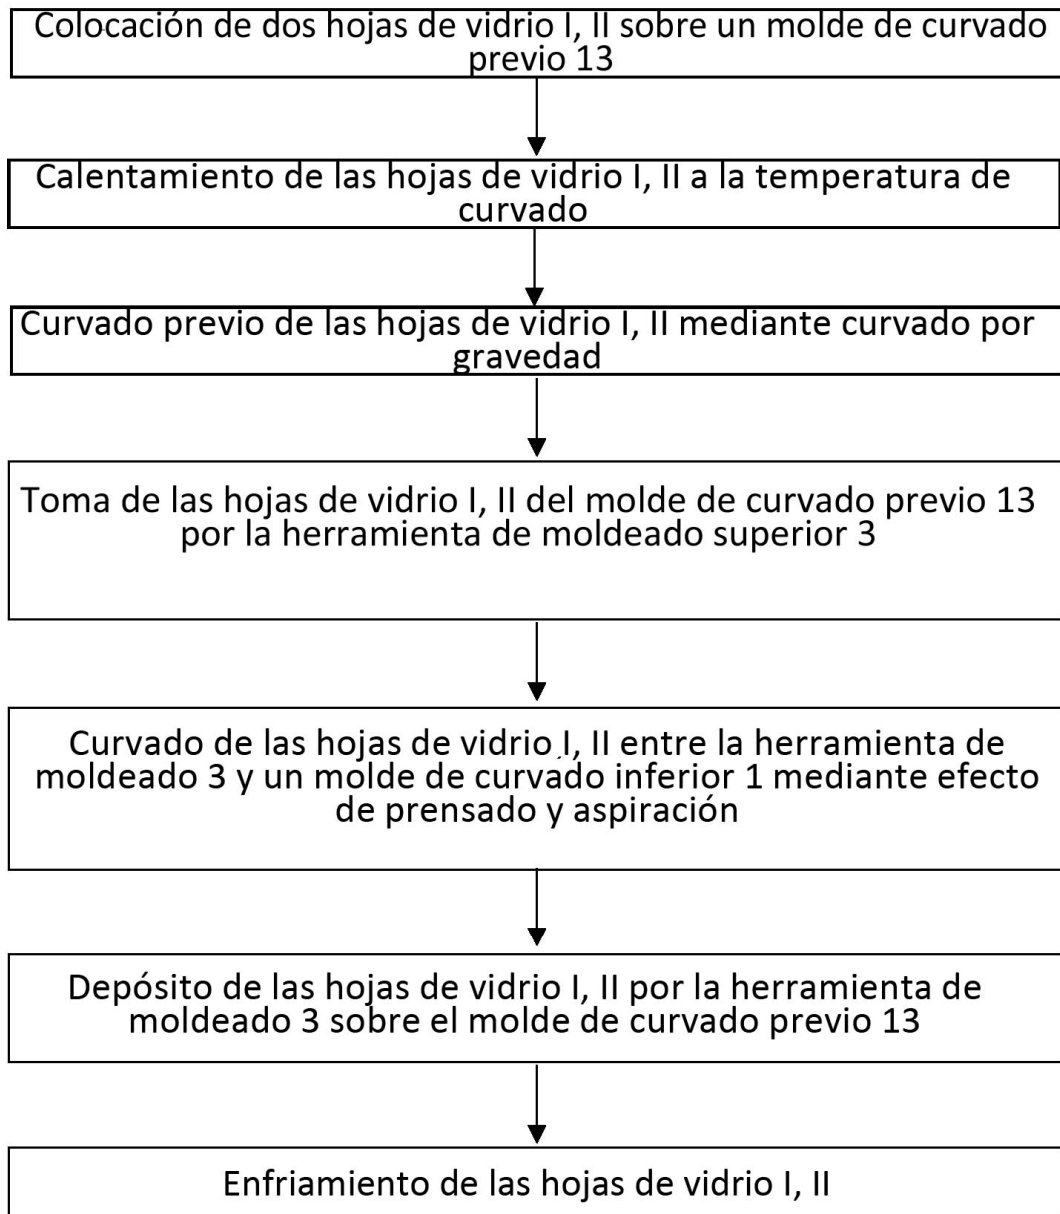 Colocación de dos hojas de vidrio I, II sobre un molde de curvado
previo 13
Calentamiento de las hojas de vidrio I, II a la temperatura de
curvado
Curvado previo de las hojas de vidrio I, II mediante curvado por
gravedad
Toma de las hojas de vidrio I, II del molde de curvado previo 13
por la herramienta de moldeado superior 3
Curvado de las hojas de vidrio I, II entre la herramienta de
moldeado 3 y un molde de curvado inferior 1 mediante efecto
de prensado y aspiración
Depósito de las hojas de vidrio I, II por la herramienta de
moldeado 3 sobre el molde de curvado previo 13
Enfriamiento de las hojas de vidrio I, II